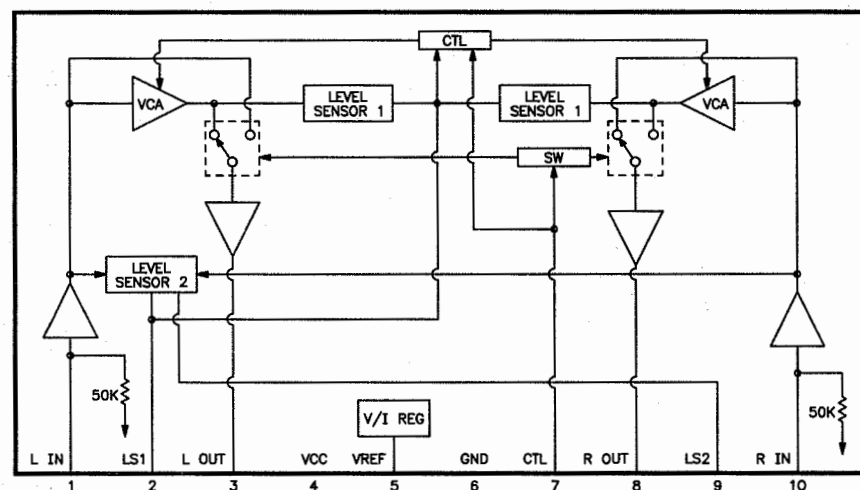 CTL
VCA
LEVEL
SENSOR 1
LEVEL
SENSOR 1
VCA
SW
LEVEL
SENSOR 2
50K
V/I REG
50K
L IN
LS1
L OUT
VCC
VREF
GND
CTL
R OUT
LS2
R IN
1
2
3
4
5
6
7
8
9
10